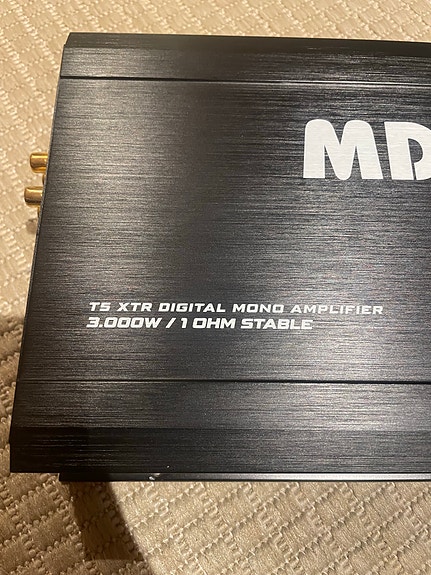 MD
T5 XTR DIGITAL MONO AMPLIFIER
3.000W / 1 OHM STABLE